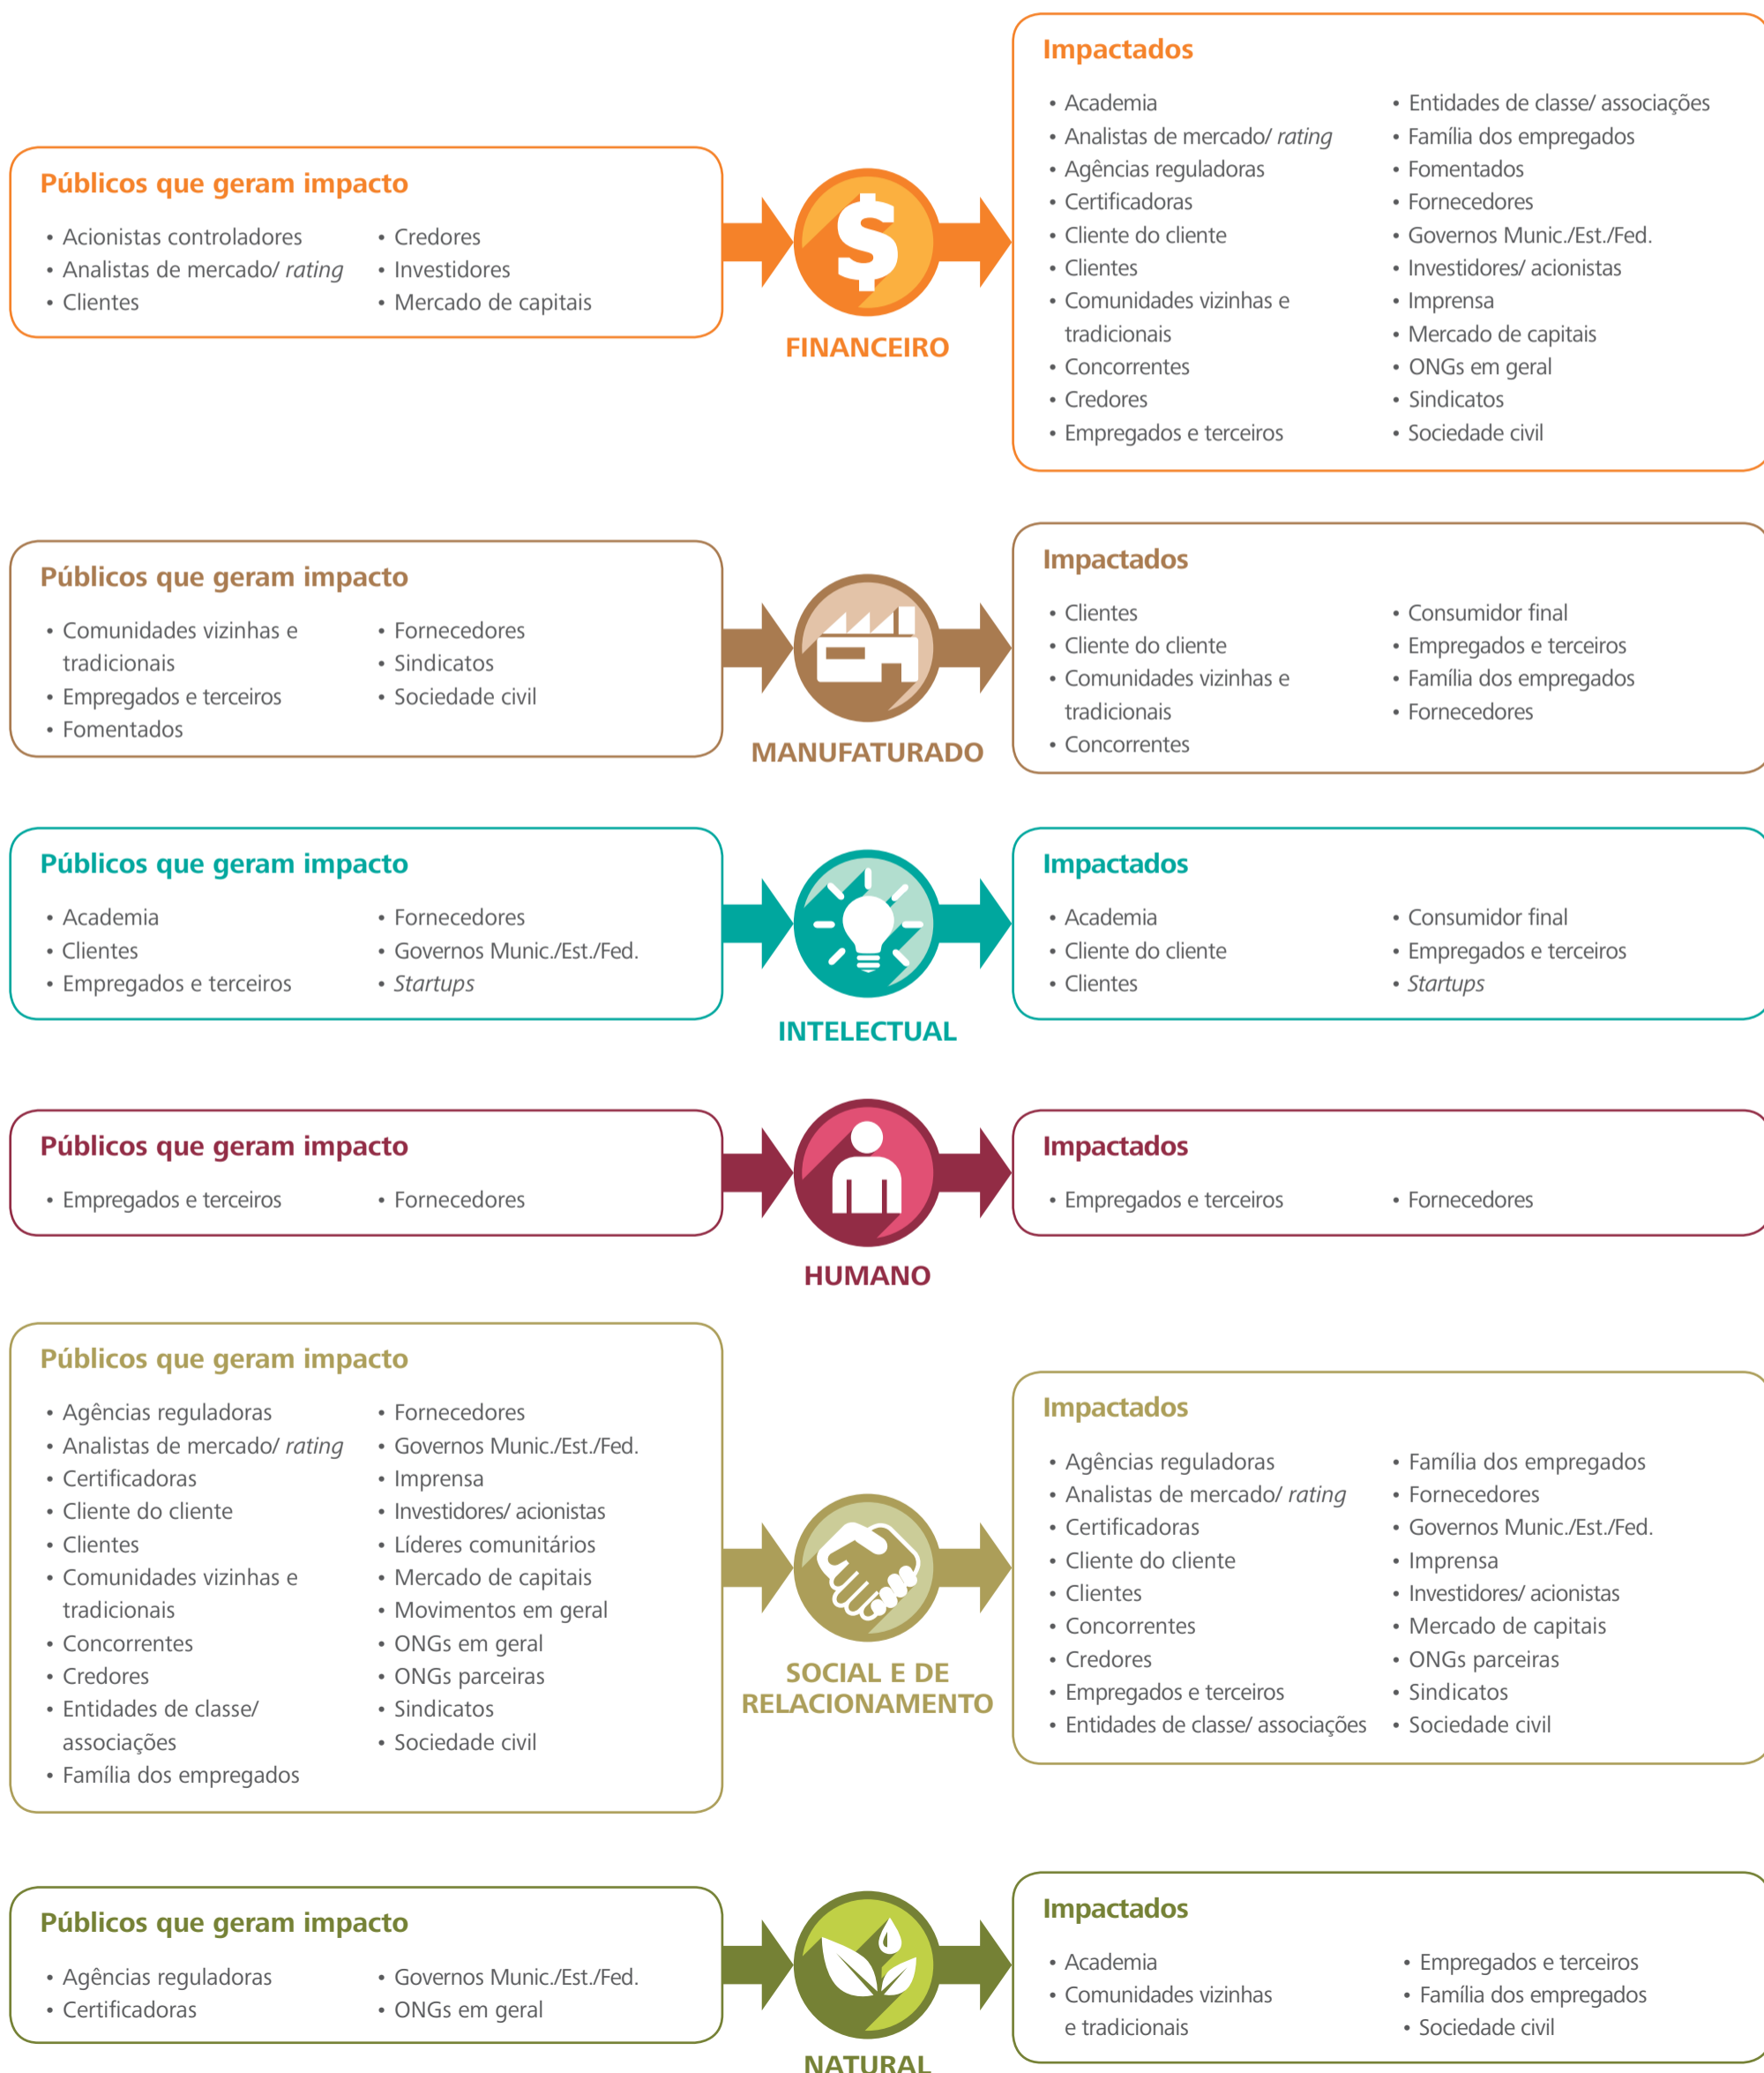 Públicos que geram impacto
• Acionistas controladores
• Analistas de mercado/ rating
• Clientes
• Credores
• Investidores
• Mercado de capitais
FINANCEIRO
Impactados
• Academia
• Analistas de mercado/ rating
• Agências reguladoras
• Certificadoras
• Cliente do cliente
• Clientes
• Comunidades vizinhas e
tradicionais
• Concorrentes
• Credores
• Empregados e terceiros
• Entidades de classe/ associações
• Família dos empregados
• Fomentados
• Fornecedores
• Governos Munic./Est./Fed.
• Investidores/ acionistas
• Imprensa
• Mercado de capitais
• ONGs em geral
• Sindicatos
• Sociedade civil
Públicos que geram impacto
• Comunidades vizinhas e
tradicionais
• Empregados e terceiros
• Fomentados
• Fornecedores
• Sindicatos
• Sociedade civil
MANUFATURADO
Impactados
• Clientes
• Cliente do cliente
• Comunidades vizinhas e
tradicionais
• Concorrentes
• Consumidor final
• Empregados e terceiros
• Família dos empregados
• Fornecedores
Públicos que geram impacto
• Academia
• Clientes
• Empregados e terceiros
• Fornecedores
• Governos Munic./Est./Fed.
• Startups
INTELECTUAL
Impactados
• Academia
• Cliente do cliente
• Clientes
• Consumidor final
• Empregados e terceiros
• Startups
Públicos que geram impacto
• Empregados e terceiros
• Fornecedores
HUMANO
Impactados
• Empregados e terceiros
• Fornecedores
Públicos que geram impacto
• Agências reguladoras
• Analistas de mercado/ rating
• Certificadoras
• Cliente do cliente
• Clientes
• Comunidades vizinhas e
tradicionais
• Concorrentes
• Credores
• Entidades de classe/
associações
• Família dos empregados
• Fornecedores
• Governos Munic./Est./Fed.
• Imprensa
• Investidores/ acionistas
• Líderes comunitários
• Mercado de capitais
• Movimentos em geral
• ONGs em geral
• ONGs parceiras
• Sindicatos
• Sociedade civil
SOCIAL E DE
RELACIONAMENTO
Impactados
• Agências reguladoras
• Analistas de mercado/ rating
• Certificadoras
• Cliente do cliente
• Clientes
• Concorrentes
• Credores
• Empregados e terceiros
• Entidades de classe/ associações
• Família dos empregados
• Fornecedores
• Governos Munic./Est./Fed.
• Imprensa
• Investidores/ acionistas
• Mercado de capitais
• ONGs parceiras
• Sindicatos
• Sociedade civil
Públicos que geram impacto
• Agências reguladoras
• Certificadoras
• Governos Munic./Est./Fed.
• ONGs em geral
NATURAL
Impactados
• Academia
• Comunidades vizinhas
e tradicionais
• Empregados e terceiros
• Família dos empregados
• Sociedade civil